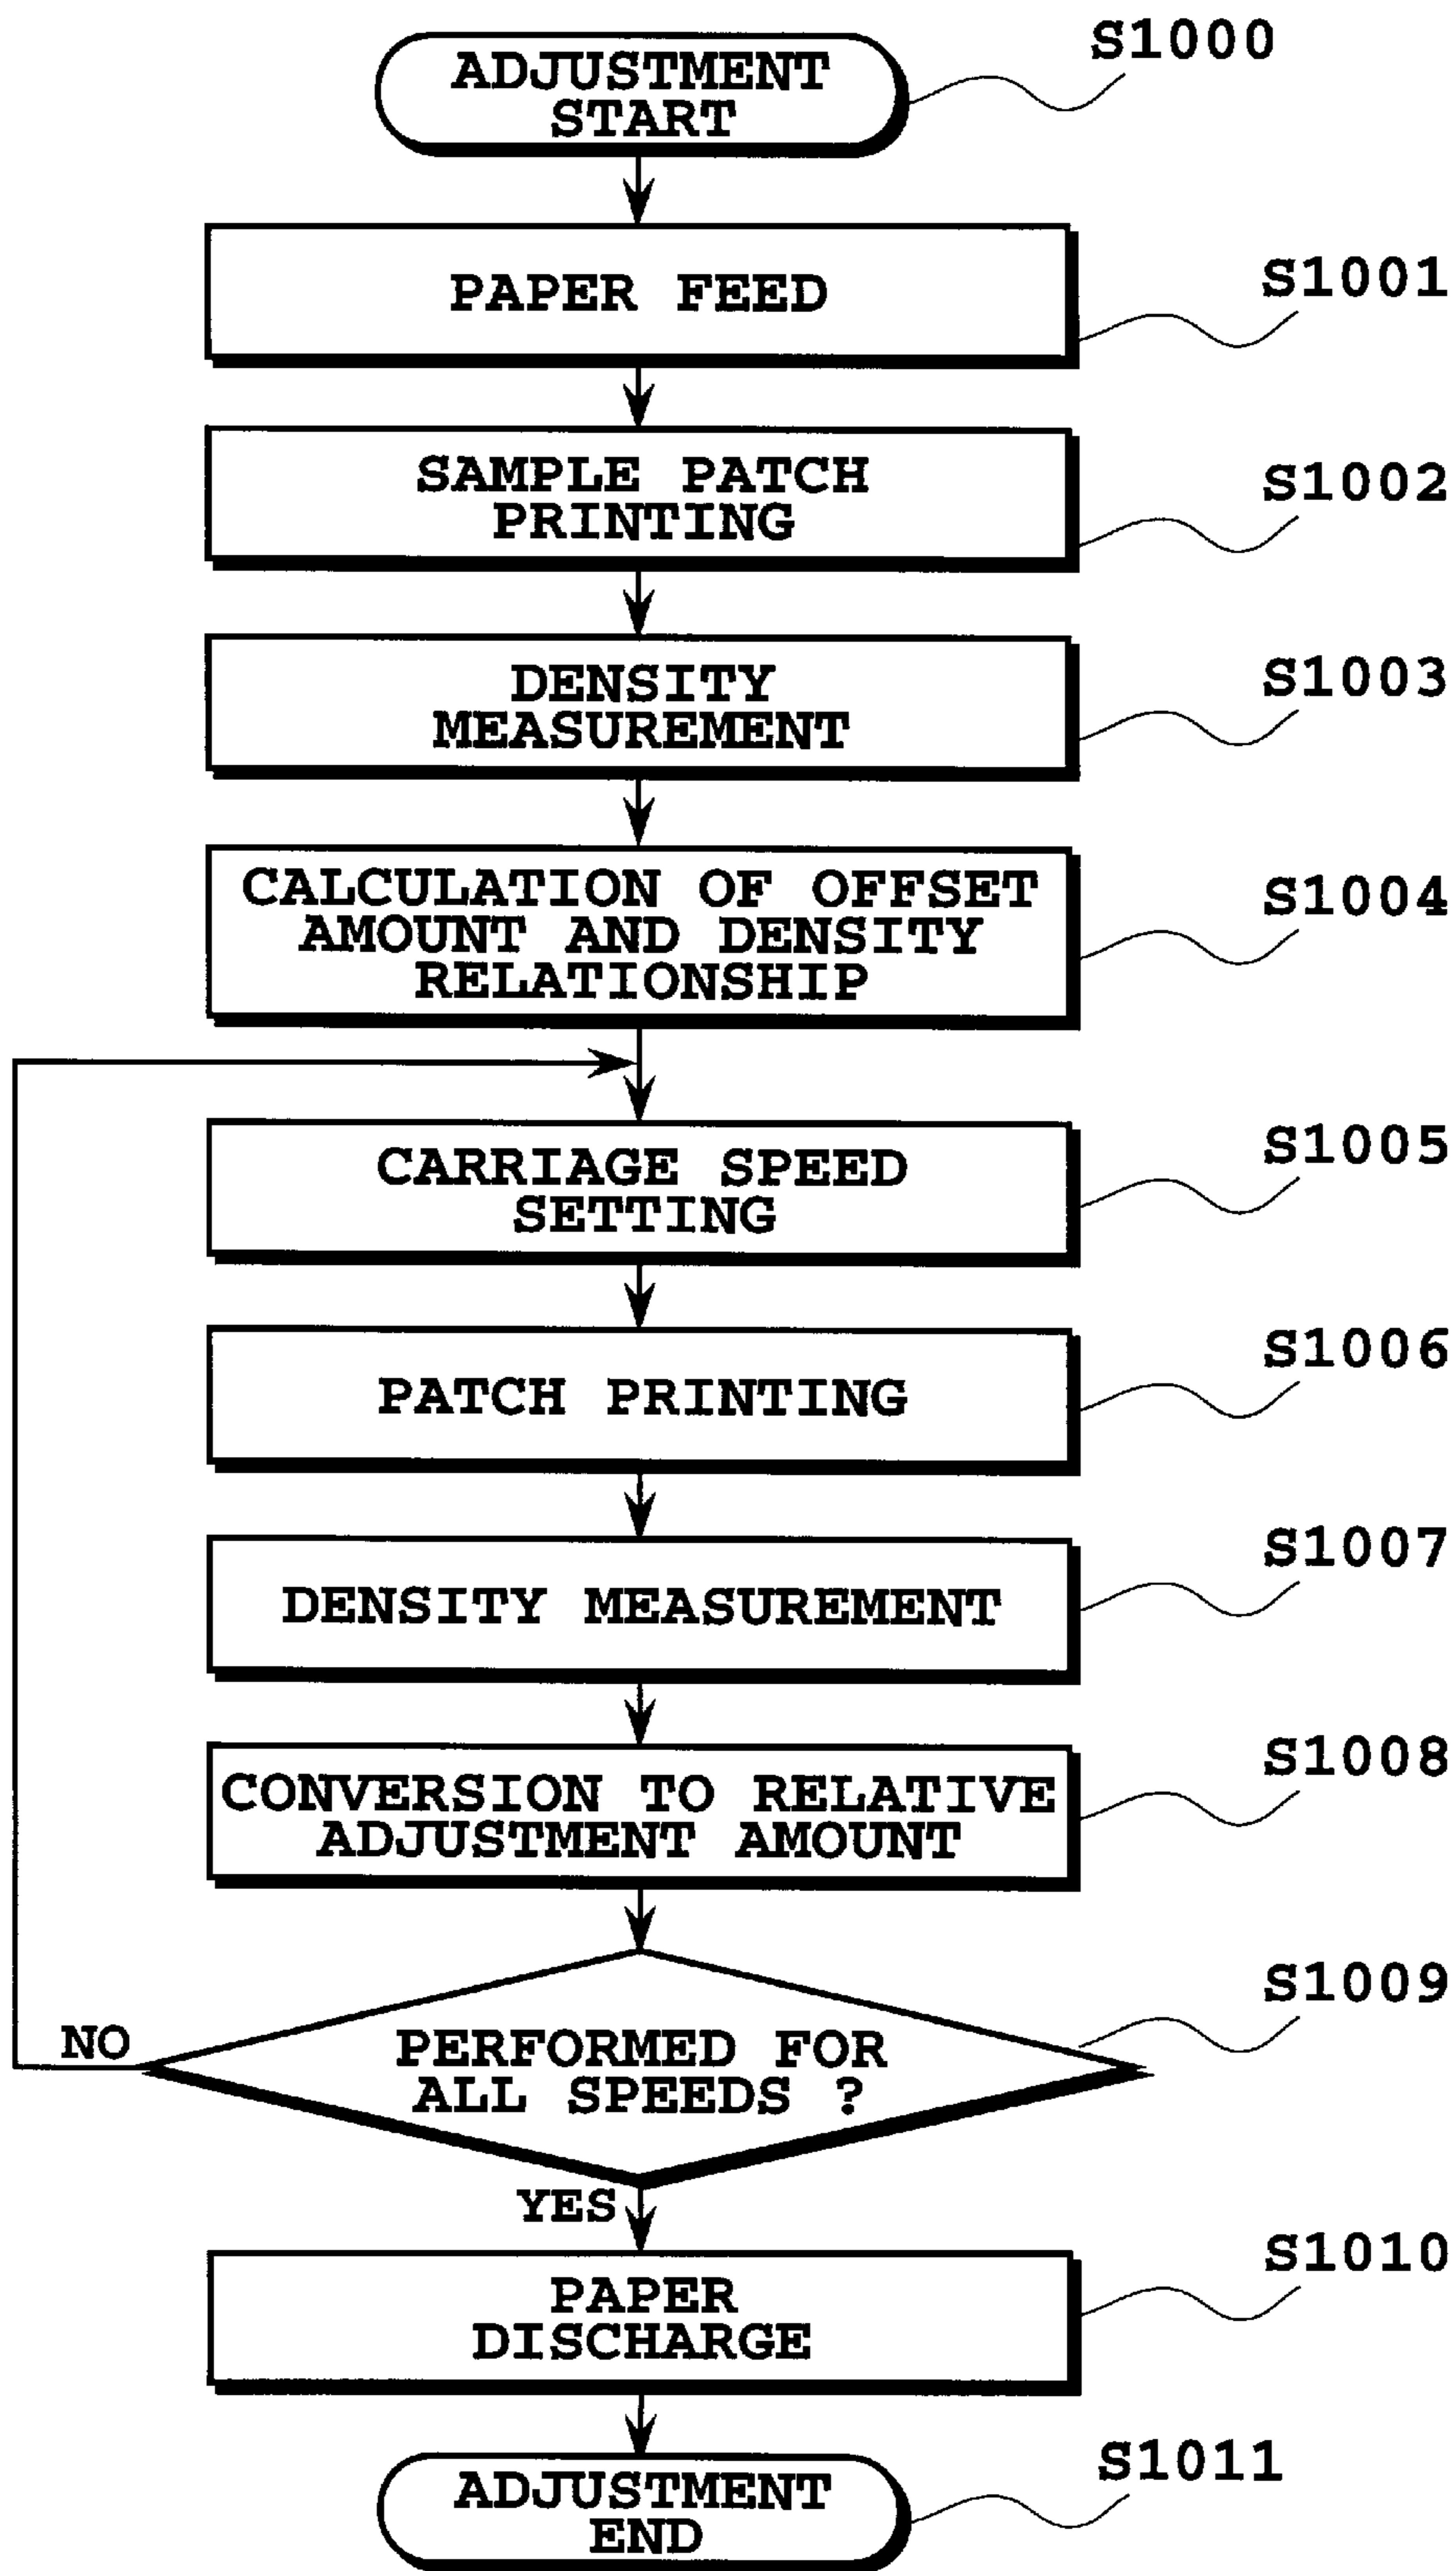 ADJUSTMENT
START
S1000
PAPER FEED
S1001
SAMPLE PATCH
PRINTING
S1002
DENSITY
MEASUREMENT
S1003
CALCULATION OF OFFSET
AMOUNT AND DENSITY
RELATIONSHIP
S1004
CARRIAGE SPEED
SETTING
S1005
PATCH PRINTING
S1006
DENSITY MEASUREMENT
S1007
CONVERSION TO RELATIVE
ADJUSTMENT AMOUNT
S1008
PERFORMED FOR
ALL SPEEDS ?
S1009
NO
YES
PAPER
DISCHARGE
S1010
ADJUSTMENT
END
S1011